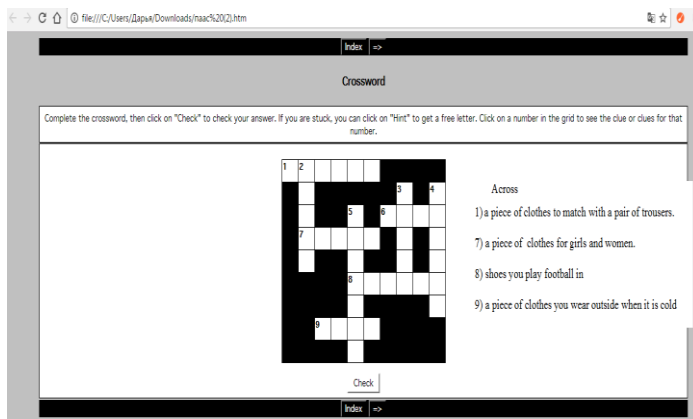 file:///C:/Users/Дарья/Downloads/naac%20(2).htm
Index =>
Crossword
Complete the crossword, then click on "Check" to check your answer. If you are stuck, you can click on "Hint" to get a free letter. Click on a number in the grid to see the clue or clues for that
number.
1 2
3 4
5 6
7
8
9
Across
1) a piece of clothes to match with a pair of trousers.
7) a piece of clothes for girls and women.
8) shoes you play football in
9) a piece of clothes you wear outside when it is cold
Check
Index =>